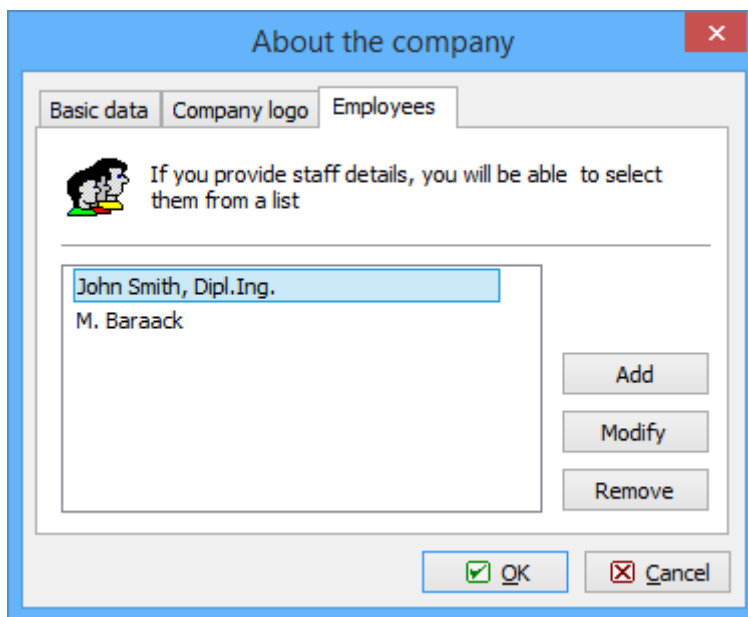 About the company
Basic data
Company logo
Employees
If you provide staff details, you will be able to select
them from a list
John Smith, Dipl.Ing.
M. Baraack
Add
Modify
Remove
OK
Cancel